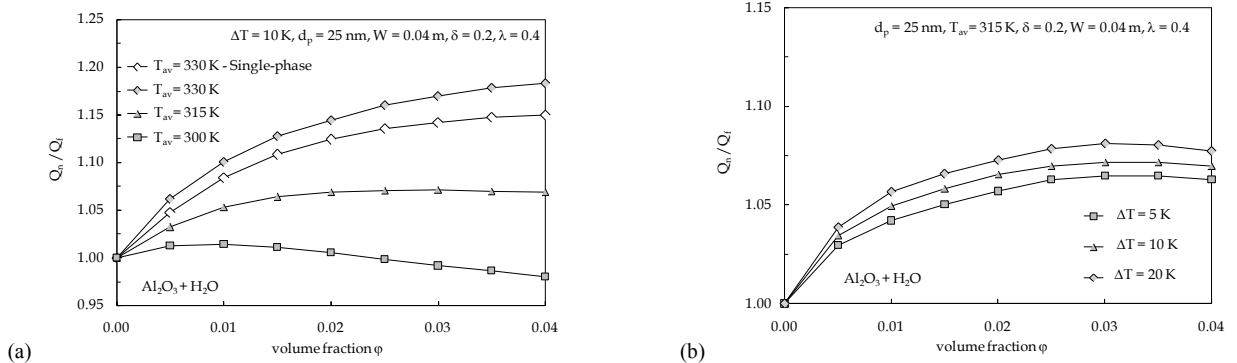 1.25
ΔT = 10 K, dₚ = 25 nm, W = 0.04 m, δ = 0.2, λ = 0.4
1.20
Tₐᵥ = 330 K - Single-phase
Tₐᵥ = 330 K
Tₐᵥ = 315 K
Tₐᵥ = 300 K
1.15
1.10
1.05
1.00
0.95
Qₙ / Q_f
Al₂O₃ + H₂O
0.00 0.01 0.02 0.03 0.04
volume fraction φ
(a)
dₚ = 25 nm, Tₐᵥ = 315 K, δ = 0.2, W = 0.04 m, λ = 0.4
1.10
1.05
1.00
Qₙ / Q_f
ΔT = 5 K
ΔT = 10 K
ΔT = 20 K
Al₂O₃ + H₂O
0.00 0.01 0.02 0.03 0.04
volume fraction φ
(b)